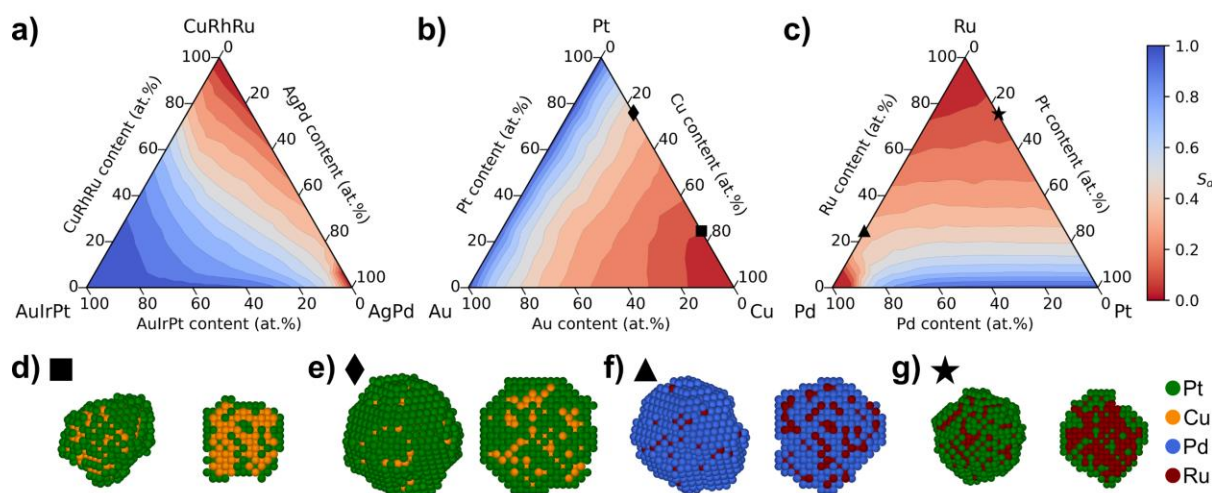 a)
CuRhRu
0
100
20
80
40
60
60
40
80
20
100
0
100
80
60
40
20
0
CuRhRu content (at.%)
AgPd content (at.%)
AuIrPt
AuIrPt content (at.%)
AgPd
b)
Pt
0
100
20
80
40
60
60
40
80
20
100
0
100
80
60
40
20
0
Pt content (at.%)
Cu content (at.%)
Au
Au content (at.%)
Cu
c)
Ru
0
100
20
80
40
60
60
40
80
20
100
0
100
80
60
40
20
0
Ru content (at.%)
Pt content (at.%)
Pd
Pd content (at.%)
Pt
1.0
0.8
0.6
0.4
0.2
0.0
d)
e)
f)
g)
Pt
Cu
Pd
Ru